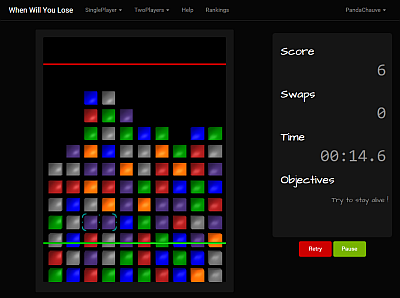 When Will You Lose SinglePlayer TwoPlayers Help Rankings PandaChauve
Score
6
Swaps
0
Time
00:14.6
Objectives
Try to stay alive !
Retry Pause